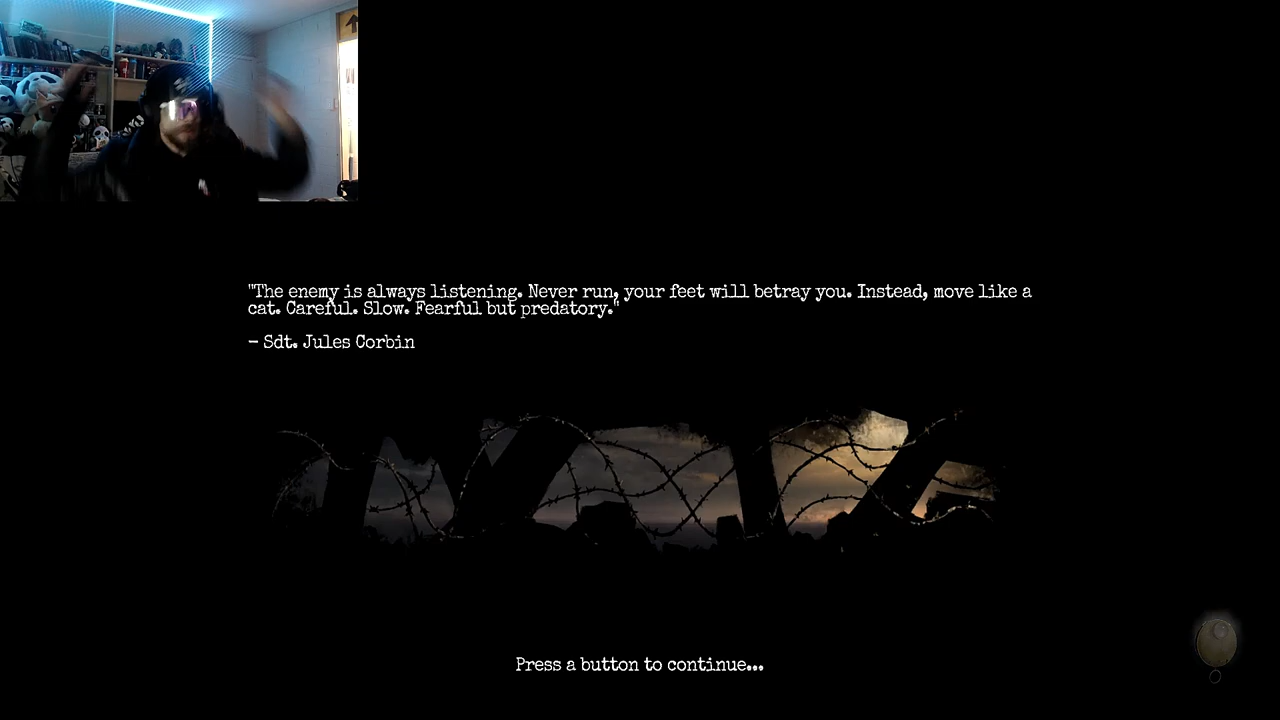 "The enemy is always listening. Never run, your feet will betray you. Instead, move like a
cat. Careful. Slow. Fearful but predatory."
- Sdt. Jules Corbin
Press a button to continue...